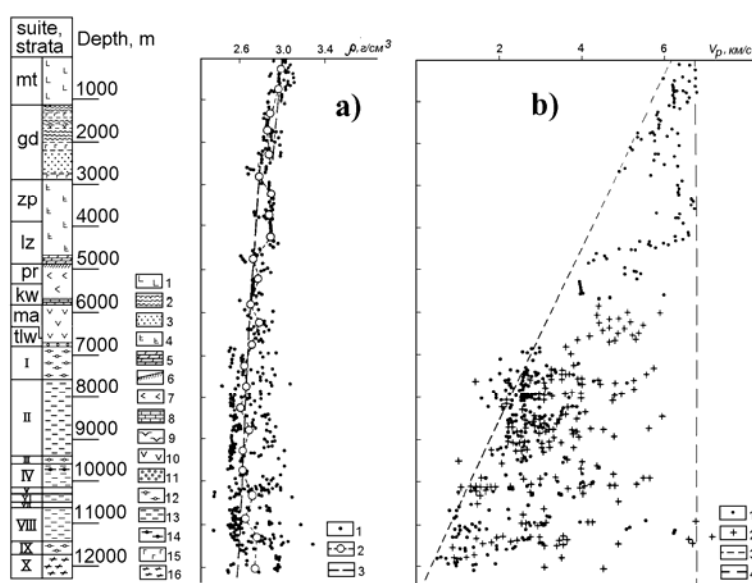 suite,
strata
Depth, m
mt
gd
zp
lz
pr
kw
ma
tlw
I
II
III
IV
V
VI
VII
VIII
IX
X
1000
2000
3000
4000
5000
6000
7000
8000
9000
10000
11000
12000
1
2
3
4
5
6
7
8
9
10
11
12
13
14
15
16
2.6 3.0 3.4 ρ, г/см³
a)
1
2
3
2 4 6 Vp, км/с
b)
1
2
3
4